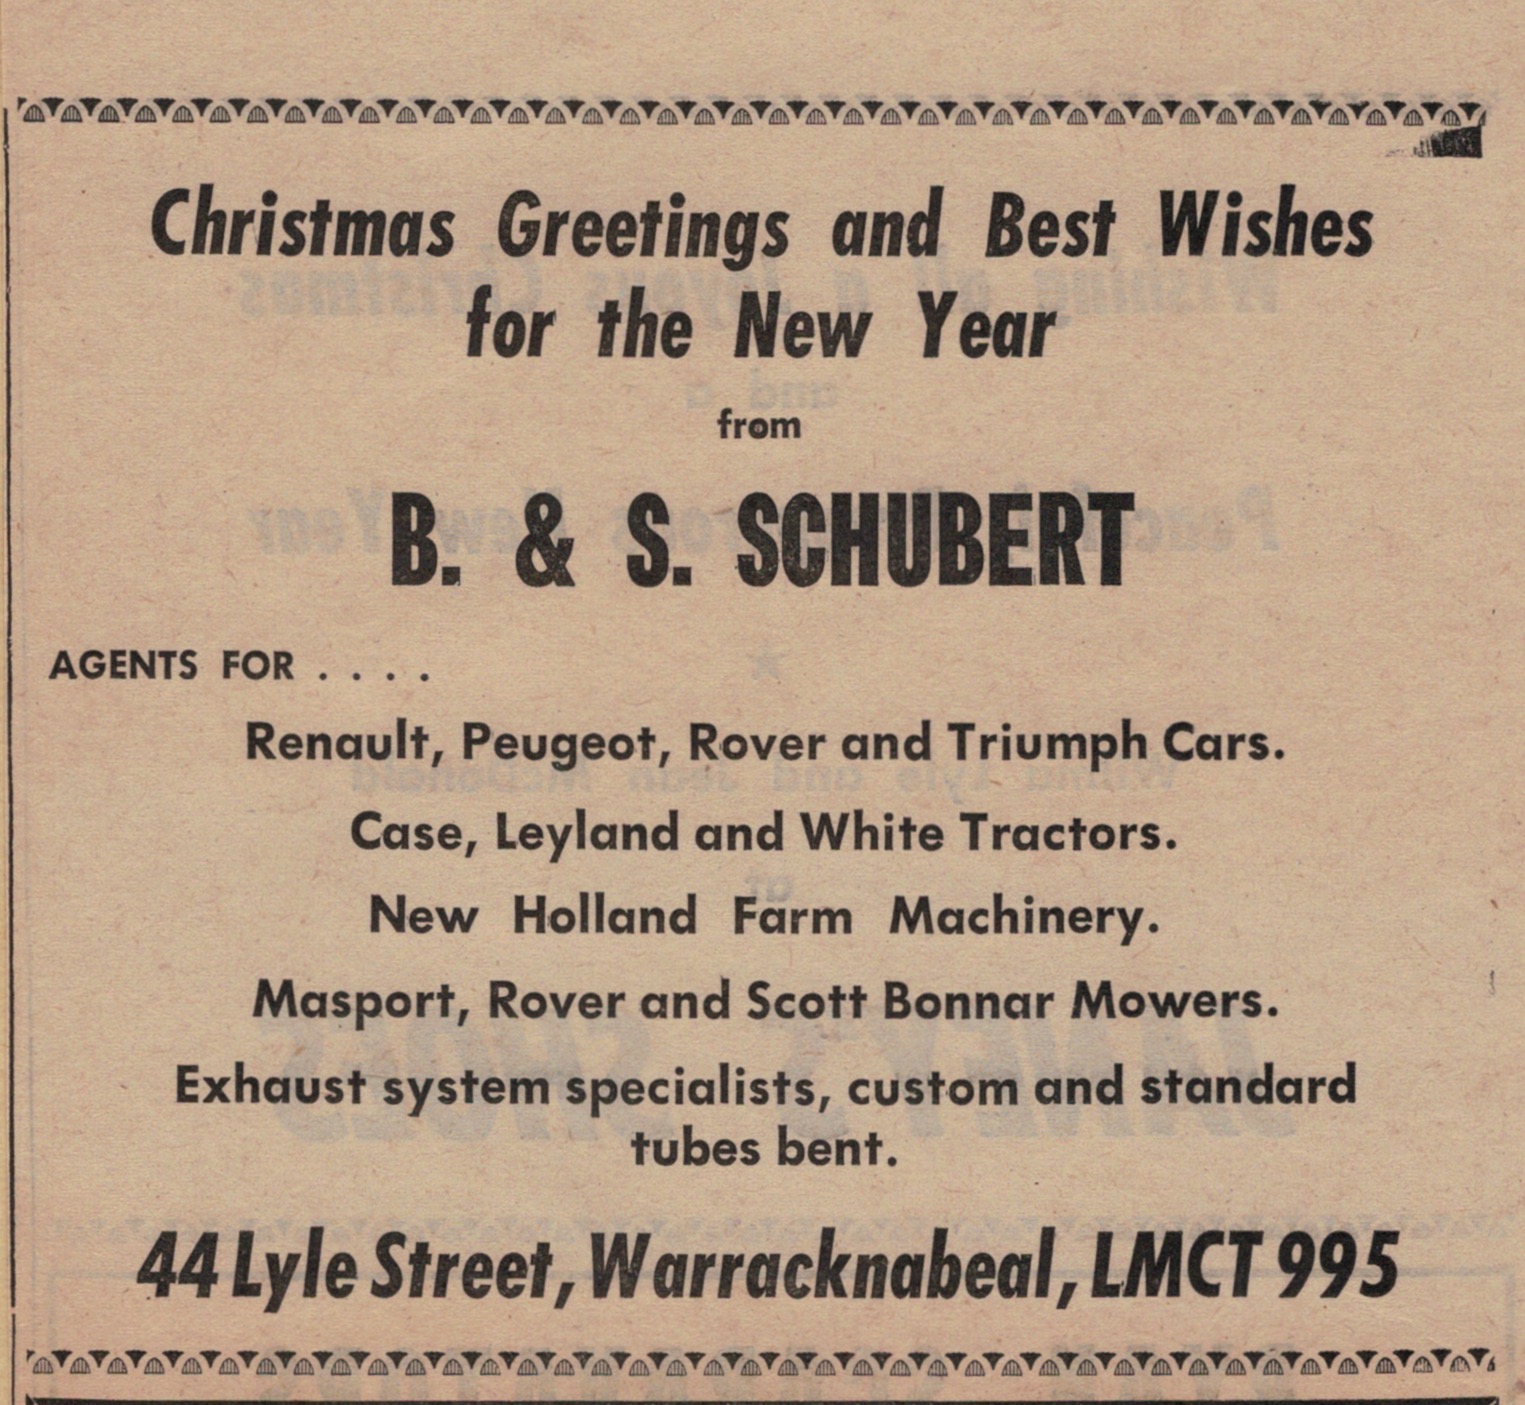 Christmas Greetings and Best Wishes
for the New Year
from
B. & S. SCHUBERT
AGENTS FOR . . . .
Renault, Peugeot, Rover and Triumph Cars.
Case, Leyland and White Tractors.
New Holland Farm Machinery.
Masport, Rover and Scott Bonnar Mowers.
Exhaust system specialists, custom and standard
tubes bent.
44 Lyle Street, Warracknabeal, LMCT 995